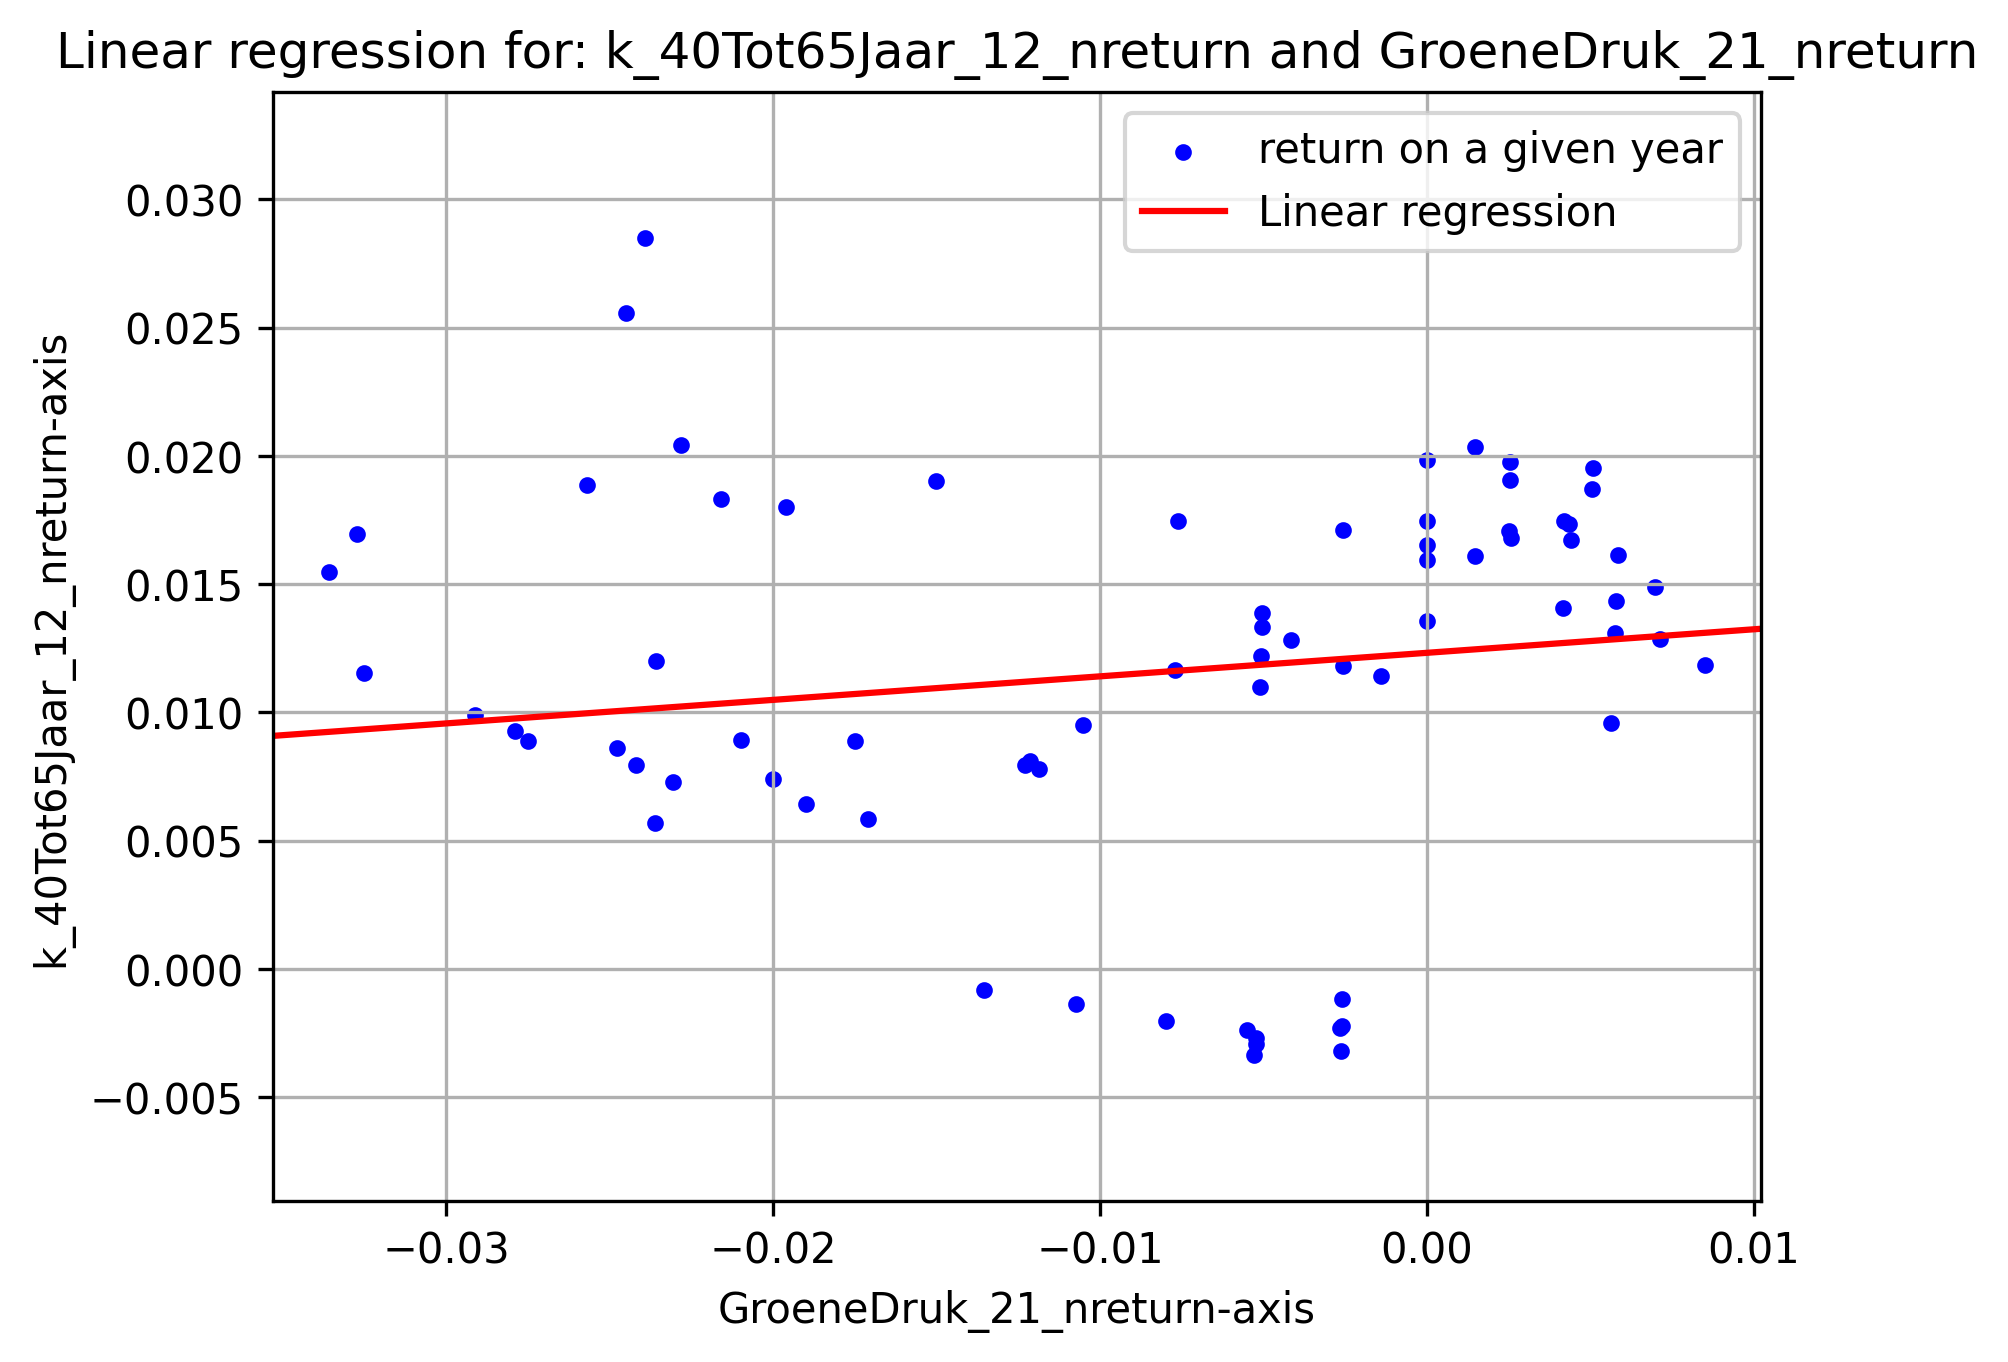 Linear regression for: k_40Tot65Jaar_12_nreturn and GroeneDruk_21_nreturn
return on a given year
Linear regression
k_40Tot65Jaar_12_nreturn-axis
0.030
0.025
0.020
0.015
0.010
0.005
0.000
−0.005
−0.03
−0.02
−0.01
0.00
0.01
GroeneDruk_21_nreturn-axis